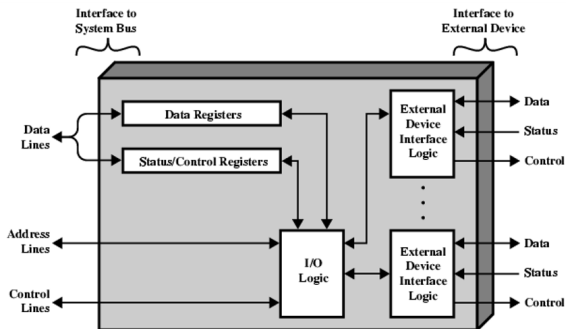 Interface to
System Bus
Interface to
External Device
Data
Lines
Data Registers
Status/Control Registers
External
Device
Interface
Logic
Data
Status
Control
Address
Lines
Control
Lines
I/O
Logic
External
Device
Interface
Logic
Data
Status
Control